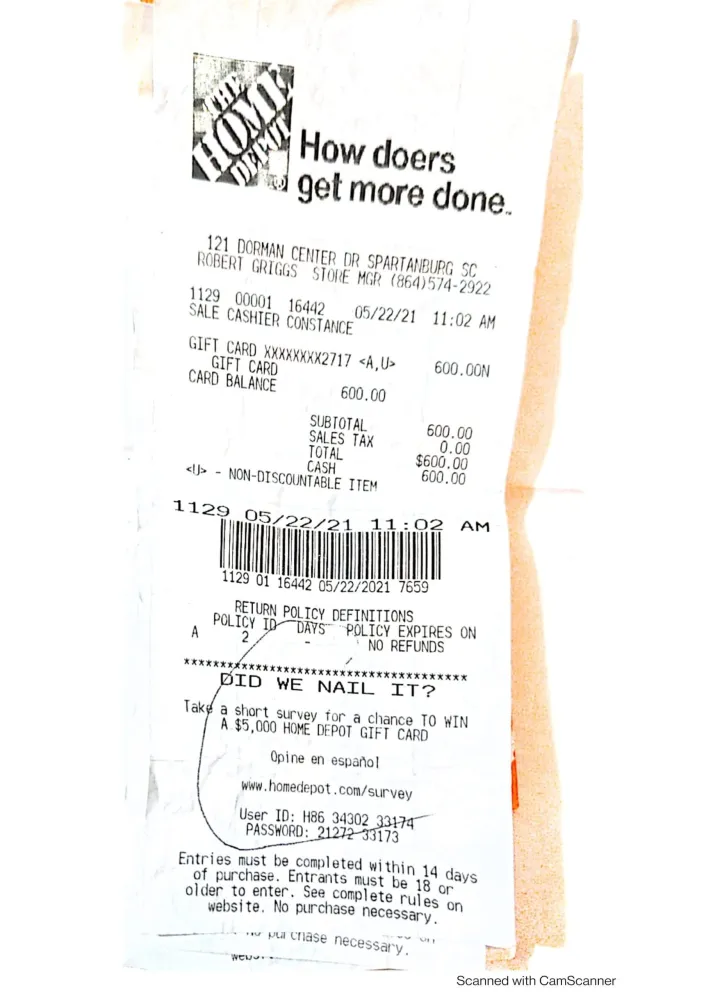 THE HOME DEPOT®
How doers
get more done.™
121 DORMAN CENTER DR SPARTANBURG SC
ROBERT GRIGGS STORE MGR (864)574-2922
1129 00001 16442 05/22/21 11:02 AM
SALE CASHIER CONSTANCE
GIFT CARD XXXXXXXX2717 <A,U> 600.00N
GIFT CARD
CARD BALANCE 600.00
SUBTOTAL 600.00
SALES TAX 0.00
TOTAL $600.00
CASH 600.00
<U> - NON-DISCOUNTABLE ITEM
1129 05/22/21 11:02 AM
1129 01 16442 05/22/2021 7659
RETURN POLICY DEFINITIONS
POLICY ID DAYS POLICY EXPIRES ON
A 2 - NO REFUNDS
******************************************
DID WE NAIL IT?
Take a short survey for a chance TO WIN
A $5,000 HOME DEPOT GIFT CARD
Opine en español
www.homedepot.com/survey
User ID: H86 34302 33174
PASSWORD: 21272 33173
Entries must be completed within 14 days
of purchase. Entrants must be 18 or
older to enter. See complete rules on
website. No purchase necessary.
purchase necessary.
Scanned with CamScanner